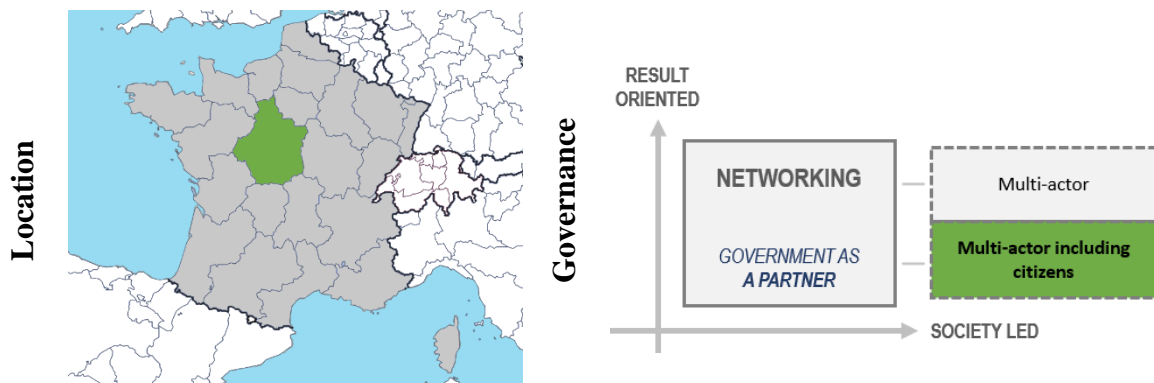 Location
Governance
RESULT
ORIENTED
NETWORKING
GOVERNMENT AS
A PARTNER
Multi-actor
Multi-actor including
citizens
SOCIETY LED